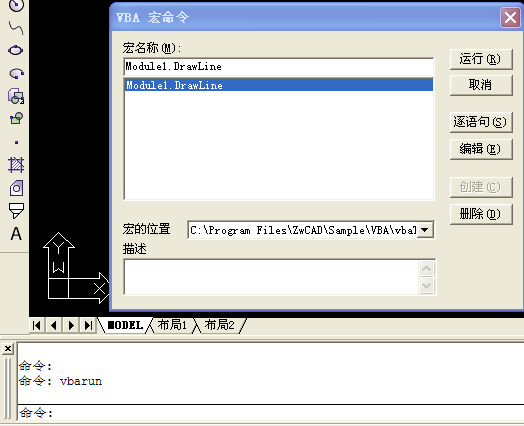 VBA 宏命令
宏名称(M):
Module1.DrawLine
Module1.DrawLine
运行(R)
取消
逐语句(S)
编辑(E)
创建(C)
删除(D)
宏的位置
C:\Program Files\ZwCAD\Sample\VBA\vba
描述
A
Y
W
X
MODEL
布局1
布局2
命令:
命令: vbarun
命令: